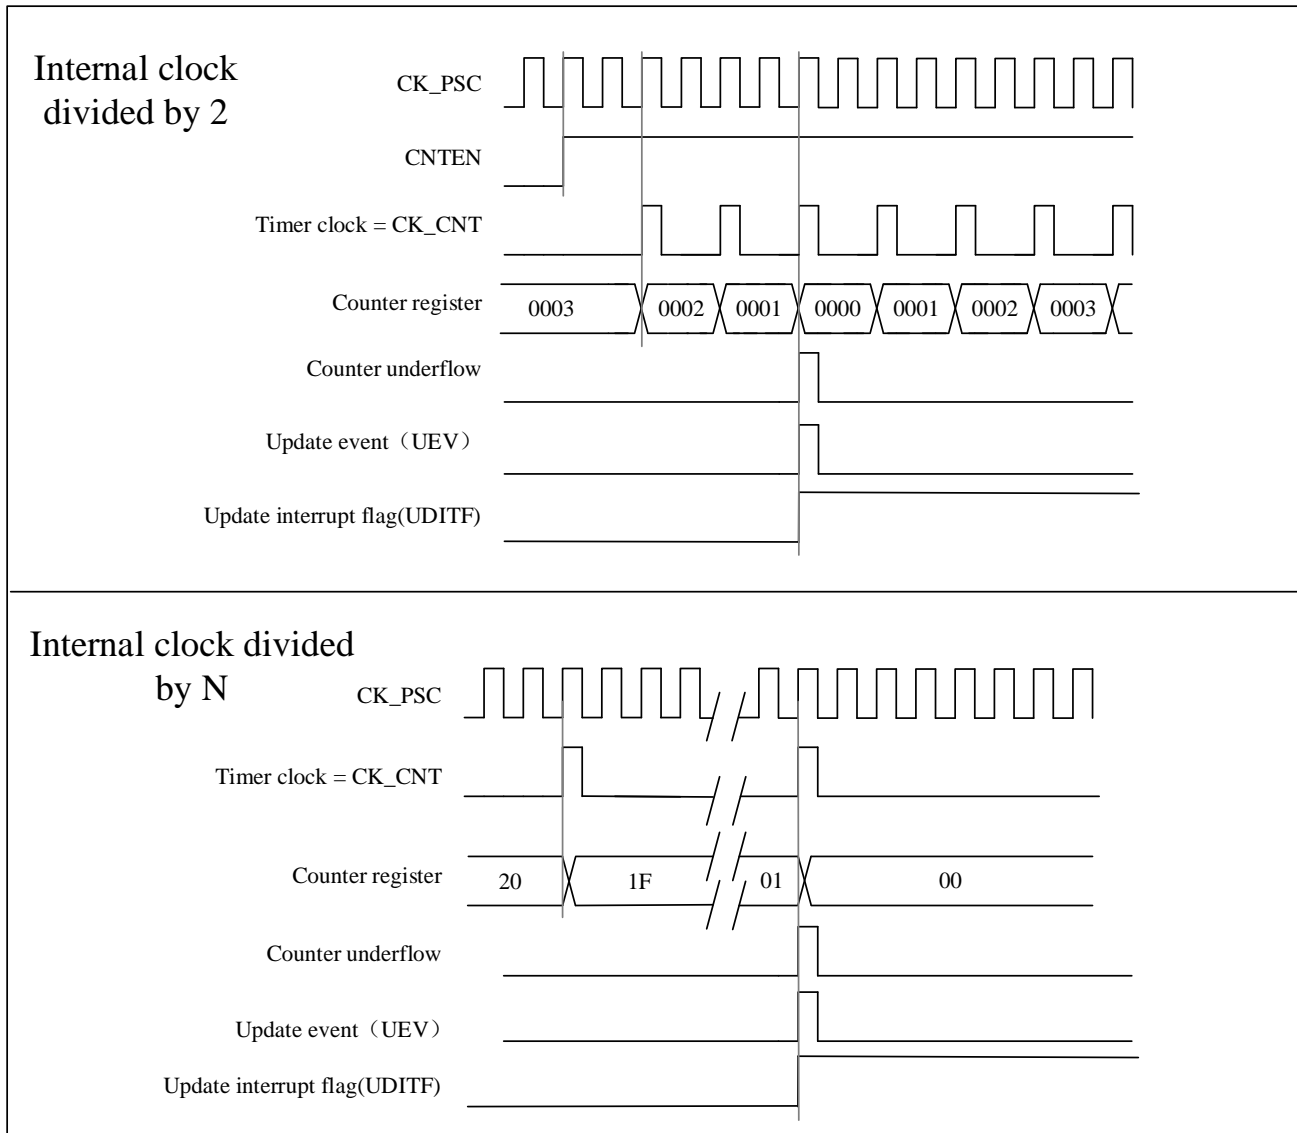 Internal clock
divided by 2
CK_PSC
CNTEN
Timer clock = CK_CNT
Counter register
0003 0002 0001 0000 0001 0002 0003
Counter underflow
Update event（UEV）
Update interrupt flag(UDITF)
Internal clock divided
by N
CK_PSC
Timer clock = CK_CNT
Counter register
20 1F 01 00
Counter underflow
Update event（UEV）
Update interrupt flag(UDITF)